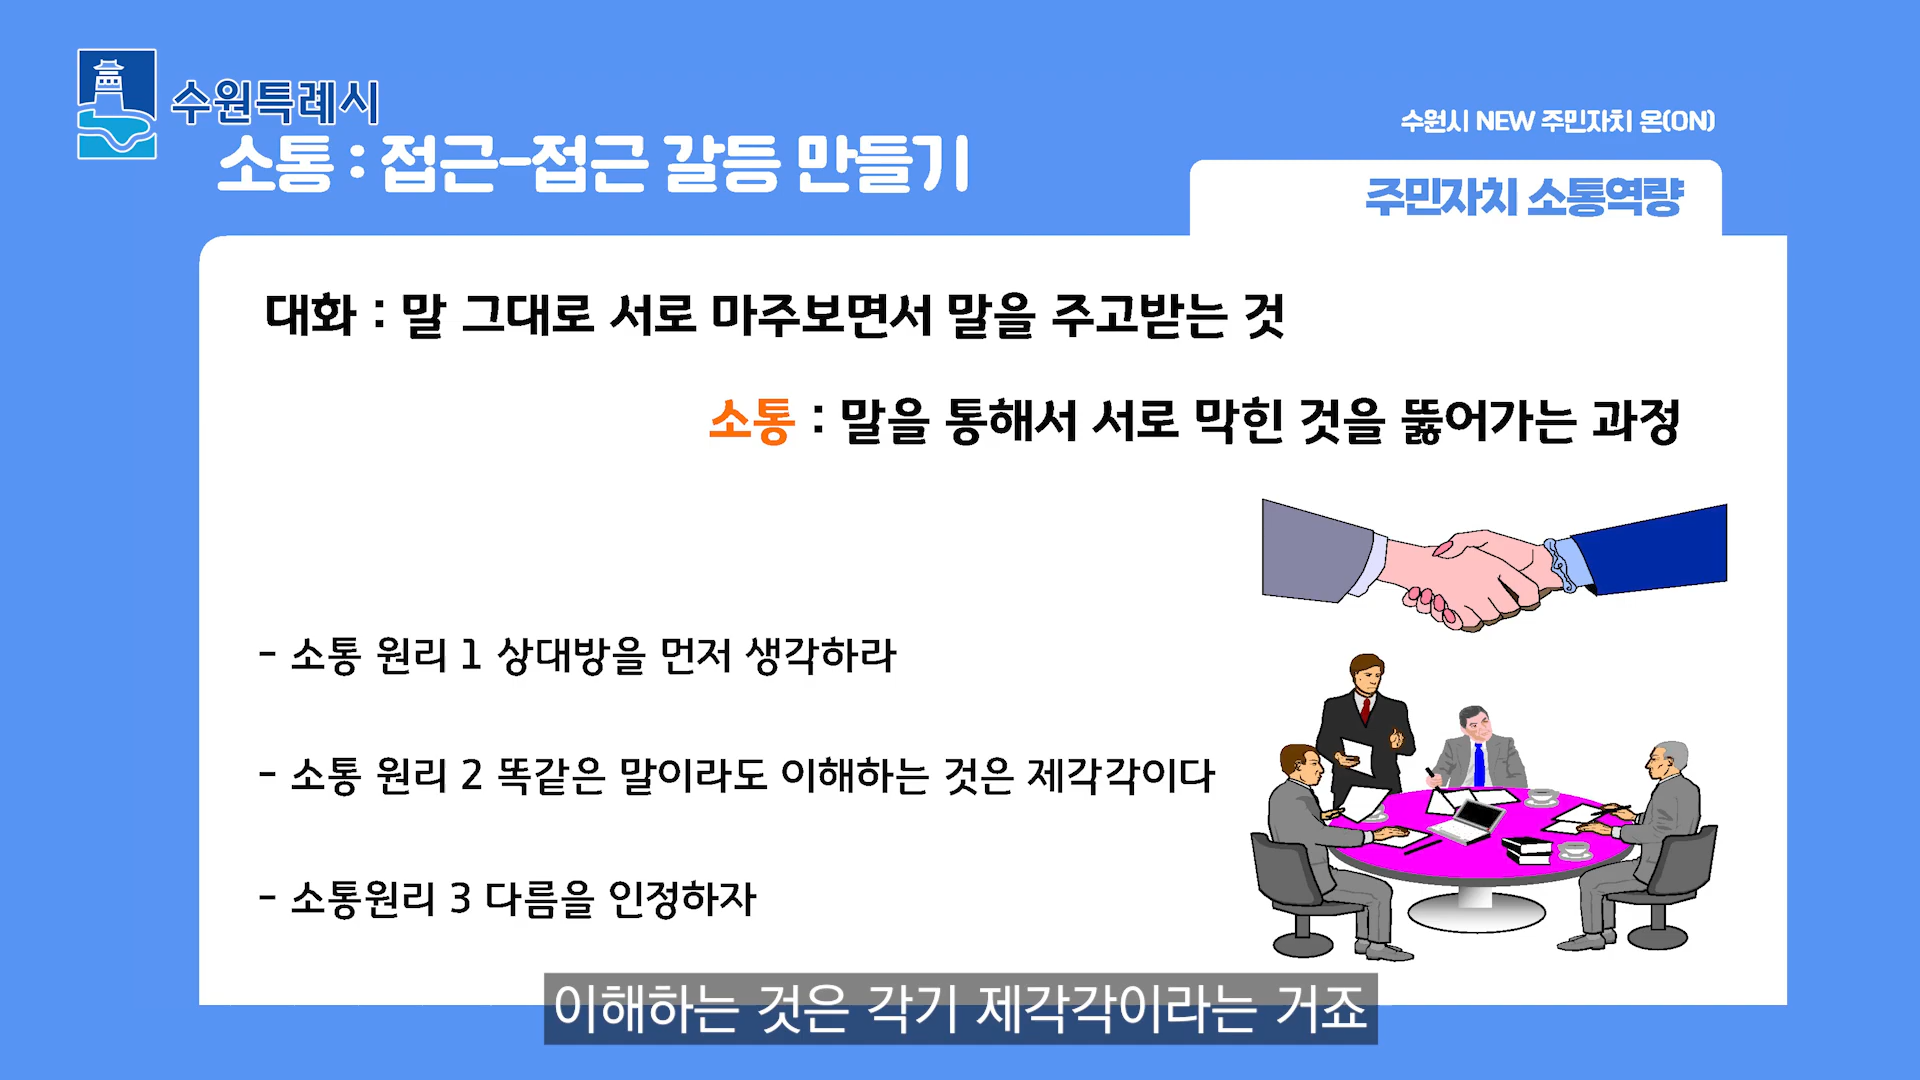 수원특례시
수원시 NEW 주민자치 온(ON)
소통 : 접근-접근 갈등 만들기
주민자치 소통역량
대화 : 말 그대로 서로 마주보면서 말을 주고받는 것
소통 : 말을 통해서 서로 막힌 것을 뚫어가는 과정
- 소통 원리 1 상대방을 먼저 생각하라
- 소통 원리 2 똑같은 말이라도 이해하는 것은 제각각이다
- 소통원리 3 다름을 인정하자
이해하는 것은 각기 제각각이라는 거죠